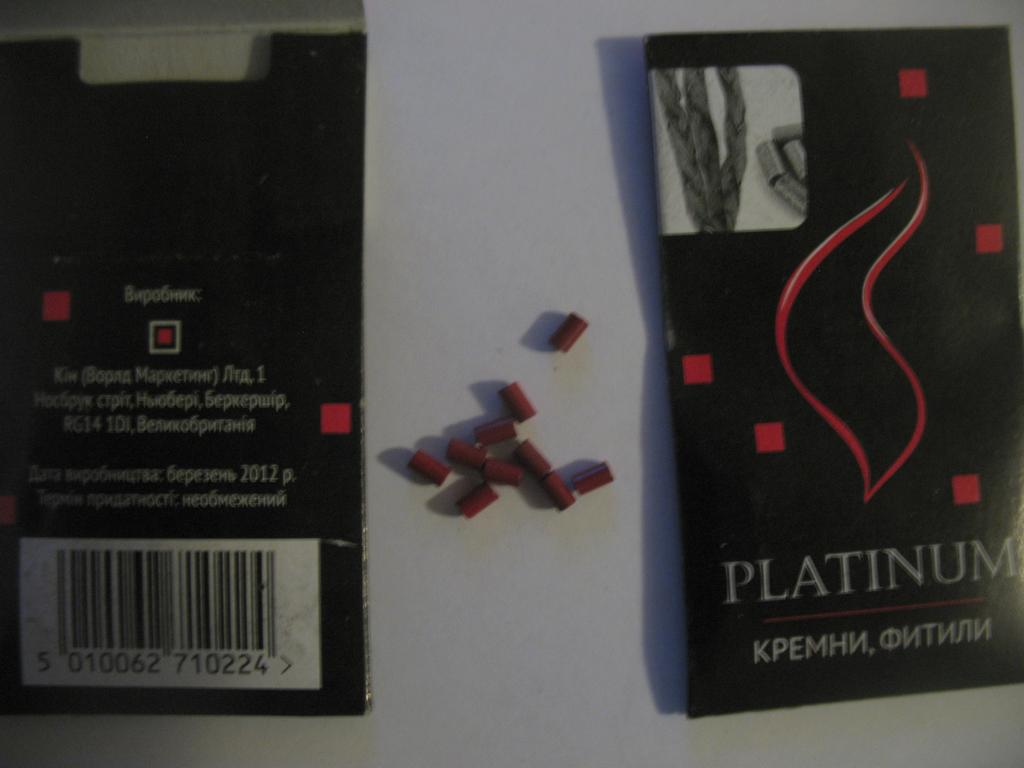 Виробник:
Кін (Ворлд Маркетинг) Лтд, 1
Носбрук стріт, Ньюбері, Беркершір,
RG14 1DI, Великобританія
Дата виробництва: березень 2012 р.
Термін придатності: необмежений
5 010062 710224 >
PLATINUM
КРЕМНИ, ФИТИЛИ